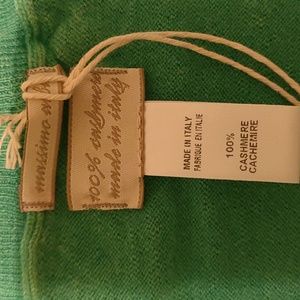 massimo
100% cashmere
made in italy
MADE IN ITALY
FABRIQUE EN ITALIE
100%
CASHMERE
CACHEMIRE